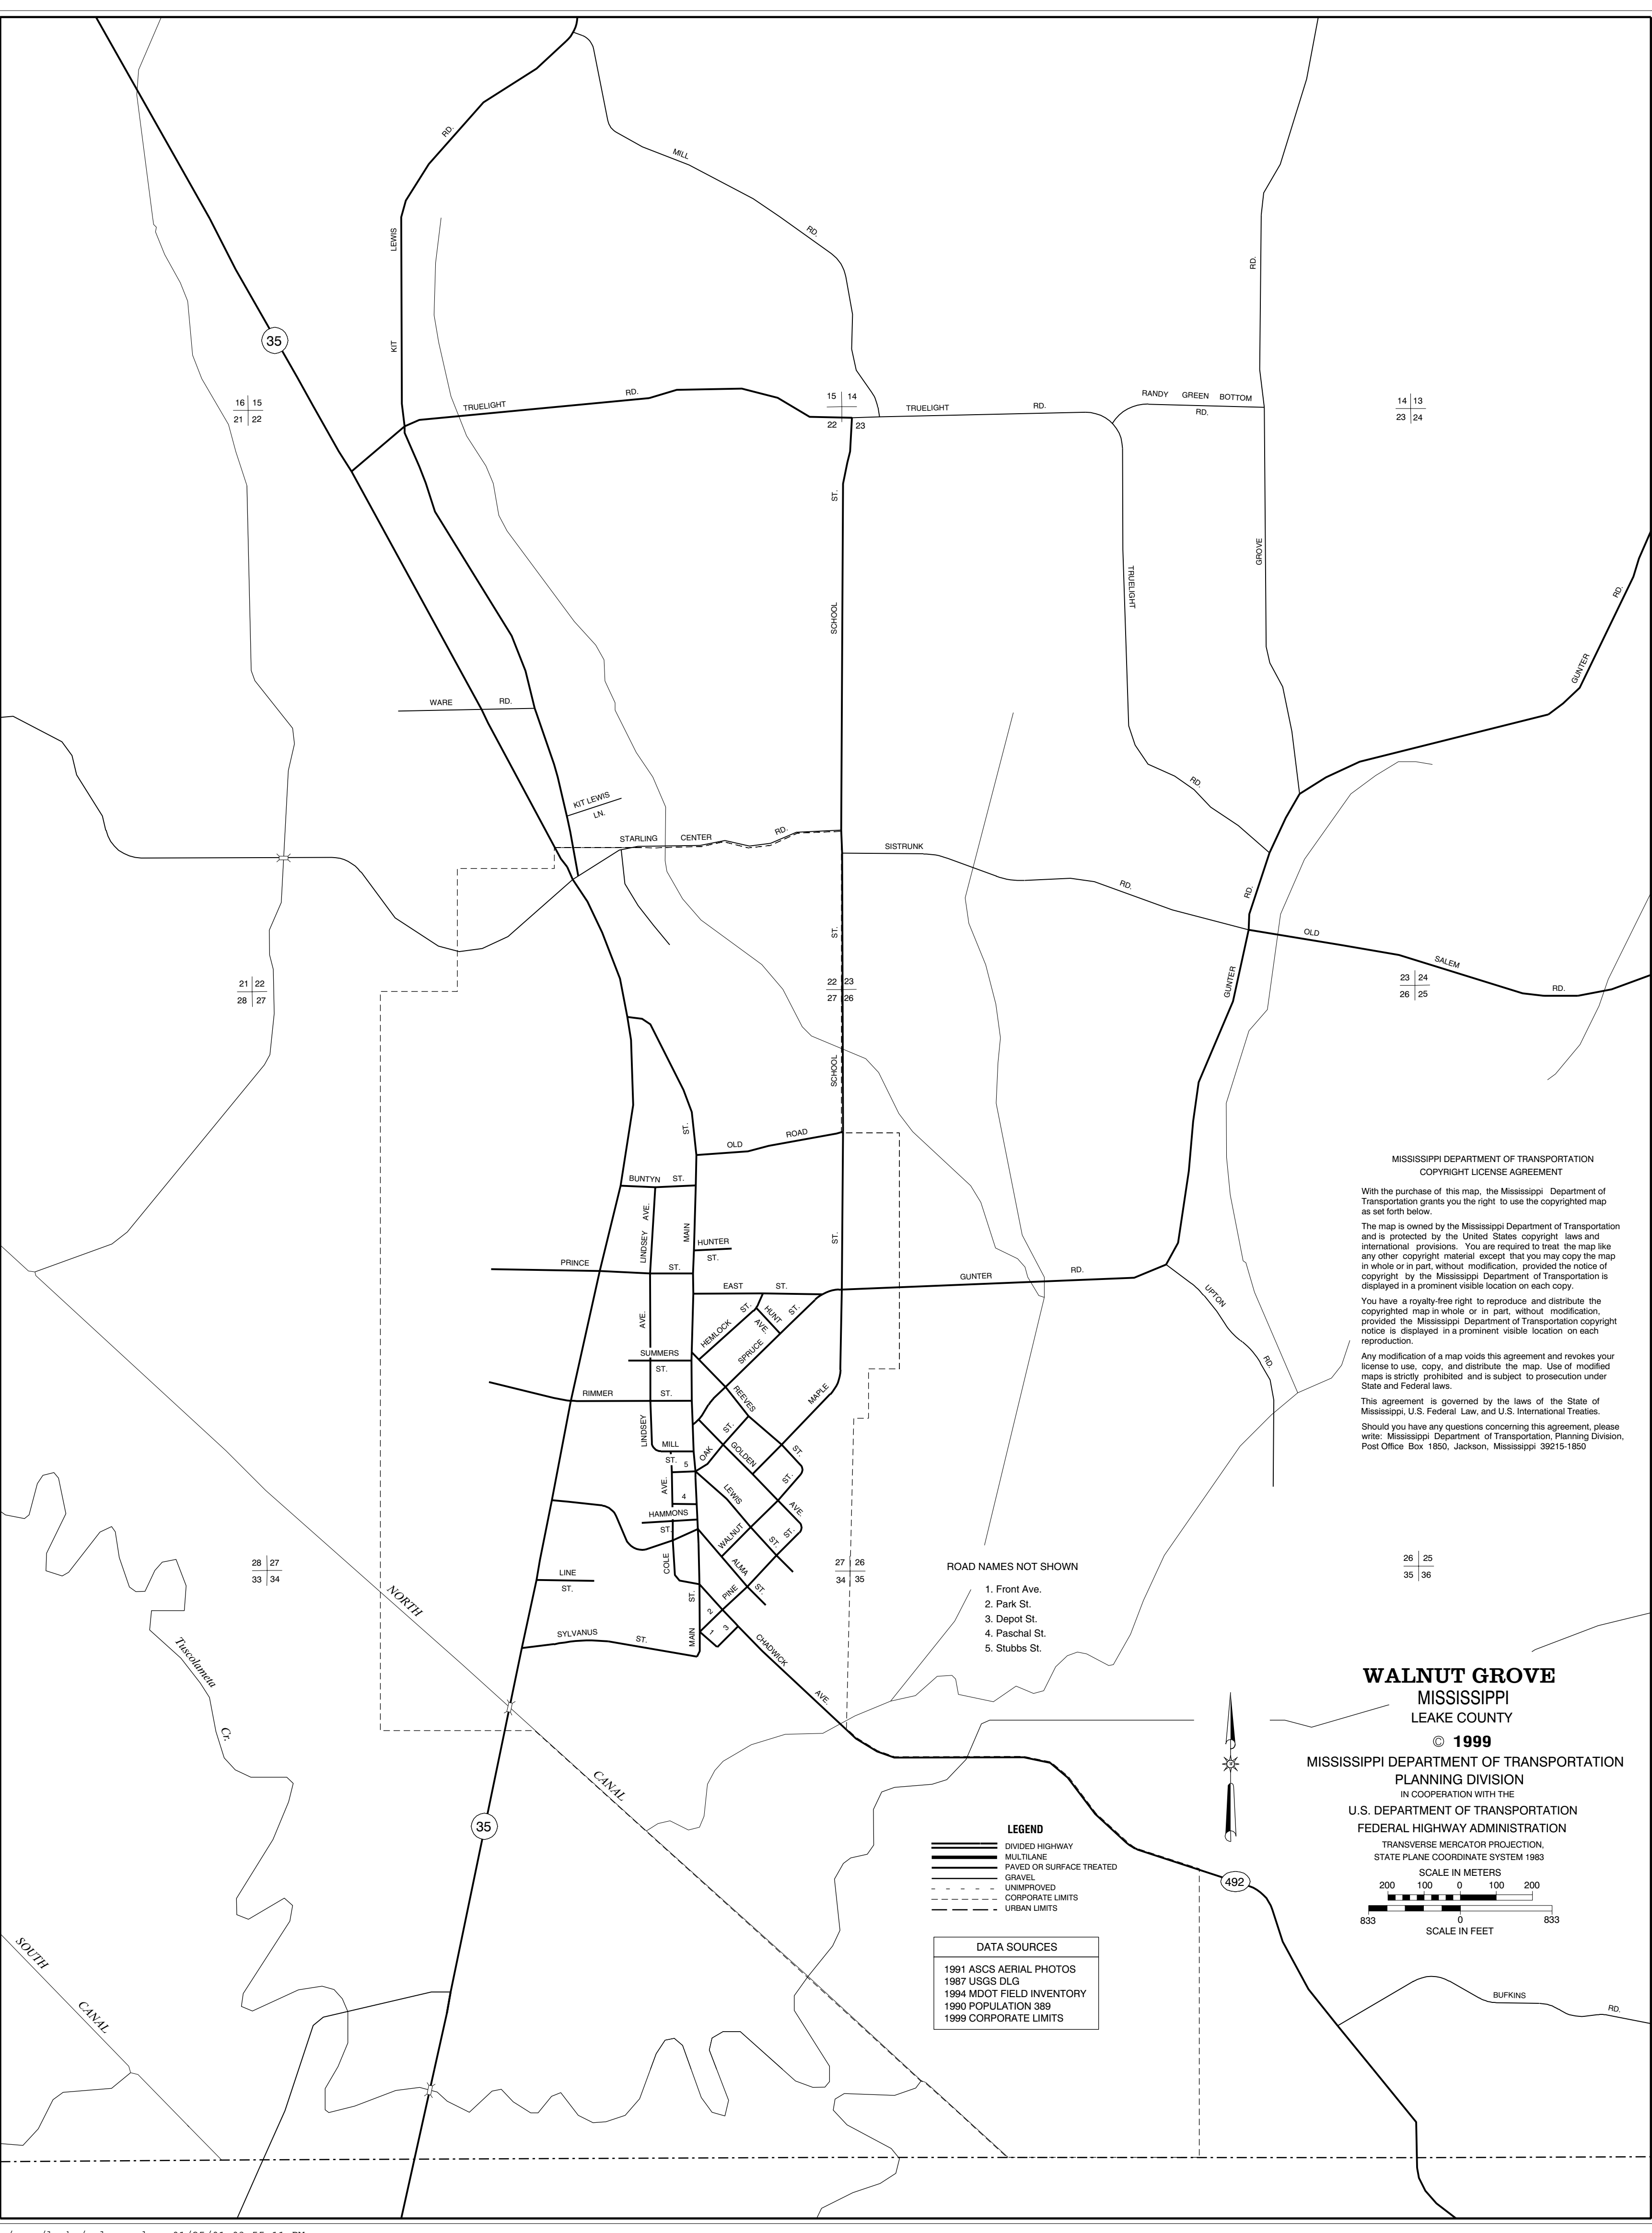 RD.
MILL
RD.
LEWIS
RD.
KIT
35
16 15
21 22
TRUELIGHT
RD.
15 14
22 23
TRUELIGHT
RD.
RANDY GREEN BOTTOM
RD.
14 13
23 24
ST.
SCHOOL
TRUELIGHT
GROVE
RD.
GUNTER
WARE RD.
RD.
KIT LEWIS
LN.
STARLING CENTER RD.
SISTRUNK
RD.
RD.
ST.
OLD
SALEM
RD.
21 22
28 27
22 23
27 26
GUNTER
23 24
26 25
SCHOOL
ST.
OLD ROAD
BUNTYN ST.
AVE.
LINDSEY
MAIN
HUNTER
ST.
ST.
PRINCE
ST.
EAST ST.
GUNTER
RD.
UPTON
RD.
AVE.
HEMLOCK
ST.
HUNT
AVE.
ST.
SPRUCE
SUMMERS
ST.
RIMMER ST.
REEVES
ST.
MAPLE
ST.
LINDSEY
MILL
ST.
OAK
ST.
GOLDEN
AVE.
5
AVE.
4
LEWIS
ST.
HAMMONS
ST.
WALNUT
ST.
COLE
ALMA
ST.
PINE
ST.
LINE
ST.
28 27
33 34
27 26
34 35
26 25
35 36
ST.
MAIN
2
1
3
SYLVANUS ST.
CHADWICK
AVE.
NORTH
CANAL
Tuscolameta
Cr.
35
SOUTH
CANAL
492
BUFKINS
RD.
MISSISSIPPI DEPARTMENT OF TRANSPORTATION
COPYRIGHT LICENSE AGREEMENT
With the purchase of this map, the Mississippi Department of
Transportation grants you the right to use the copyrighted map
as set forth below.
The map is owned by the Mississippi Department of Transportation
and is protected by the United States copyright laws and
international provisions. You are required to treat the map like
any other copyright material except that you may copy the map
in whole or in part, without modification, provided the notice of
copyright by the Mississippi Department of Transportation is
displayed in a prominent visible location on each copy.
You have a royalty-free right to reproduce and distribute the
copyrighted map in whole or in part, without modification,
provided the Mississippi Department of Transportation copyright
notice is displayed in a prominent visible location on each
reproduction.
Any modification of a map voids this agreement and revokes your
license to use, copy, and distribute the map. Use of modified
maps is strictly prohibited and is subject to prosecution under
State and Federal laws.
This agreement is governed by the laws of the State of
Mississippi, U.S. Federal Law, and U.S. International Treaties.
Should you have any questions concerning this agreement, please
write: Mississippi Department of Transportation, Planning Division,
Post Office Box 1850, Jackson, Mississippi 39215-1850
ROAD NAMES NOT SHOWN
1. Front Ave.
2. Park St.
3. Depot St.
4. Paschal St.
5. Stubbs St.
WALNUT GROVE
MISSISSIPPI
LEAKE COUNTY
© 1999
MISSISSIPPI DEPARTMENT OF TRANSPORTATION
PLANNING DIVISION
IN COOPERATION WITH THE
U.S. DEPARTMENT OF TRANSPORTATION
FEDERAL HIGHWAY ADMINISTRATION
TRANSVERSE MERCATOR PROJECTION,
STATE PLANE COORDINATE SYSTEM 1983
SCALE IN METERS
200 100 0 100 200
833 0 833
SCALE IN FEET
LEGEND
DIVIDED HIGHWAY
MULTILANE
PAVED OR SURFACE TREATED
GRAVEL
UNIMPROVED
CORPORATE LIMITS
URBAN LIMITS
DATA SOURCES
1991 ASCS AERIAL PHOTOS
1987 USGS DLG
1994 MDOT FIELD INVENTORY
1990 POPULATION 389
1999 CORPORATE LIMITS